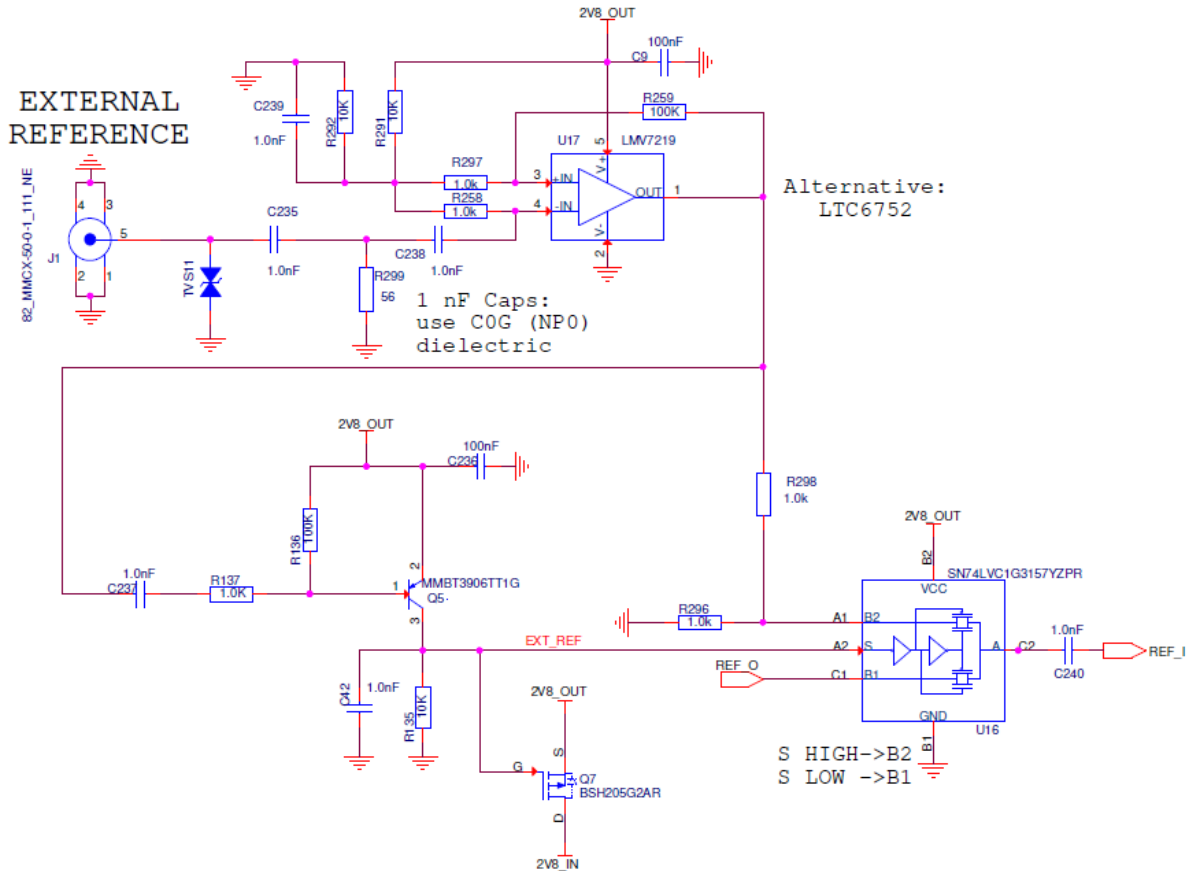 2V8_OUT
100nF
C9
EXTERNAL
REFERENCE
C239
1.0nF
R292
10K
R291
10K
R259
100K
U17
LMV7219
5
V+
R297
1.0k
3
+IN
R258
1.0k
4
-IN
OUT
1
V-
2
Alternative:
LTC6752
82_MMCX-50-0-1_111_NE
4
3
5
J1
2
1
TVS11
C235
1.0nF
C238
1.0nF
R299
56
1 nF Caps:
use C0G (NP0)
dielectric
2V8_OUT
100nF
C236
R136
100K
1.0nF
C237
R137
1.0K
2
1
MMBT3906TT1G
Q5
3
R298
1.0k
2V8_OUT
B2
SN74LVC1G3157YZPR
VCC
R296
1.0k
A1
B2
EXT_REF
A2
S
A
C2
1.0nF
C240
REF_I
REF_O
C1
B1
GND
B1
U16
C42
1.0nF
R135
10K
2V8_OUT
S
G
Q7
BSH205G2AR
D
2V8_IN
S HIGH->B2
S LOW ->B1